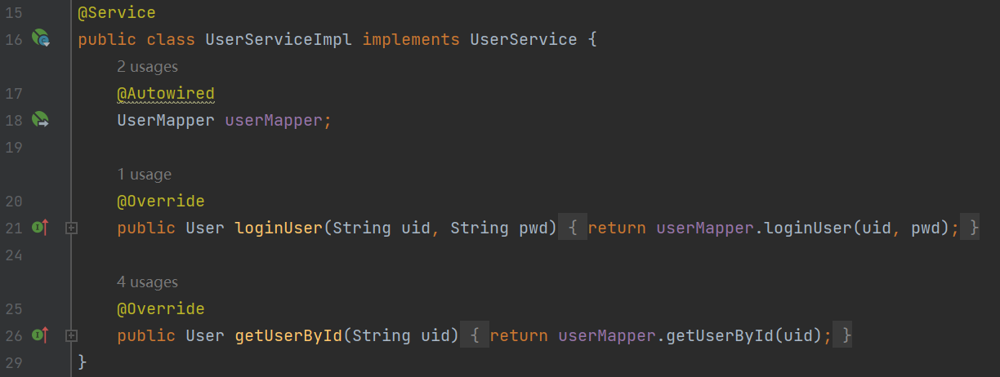 15 @Service
16 public class UserServiceImpl implements UserService {
2 usages
17 @Autowired
18 UserMapper userMapper;
19
1 usage
20 @Override
21 public User loginUser(String uid, String pwd) { return userMapper.loginUser(uid, pwd); }
24
4 usages
25 @Override
26 public User getUserById(String uid) { return userMapper.getUserById(uid); }
29 }